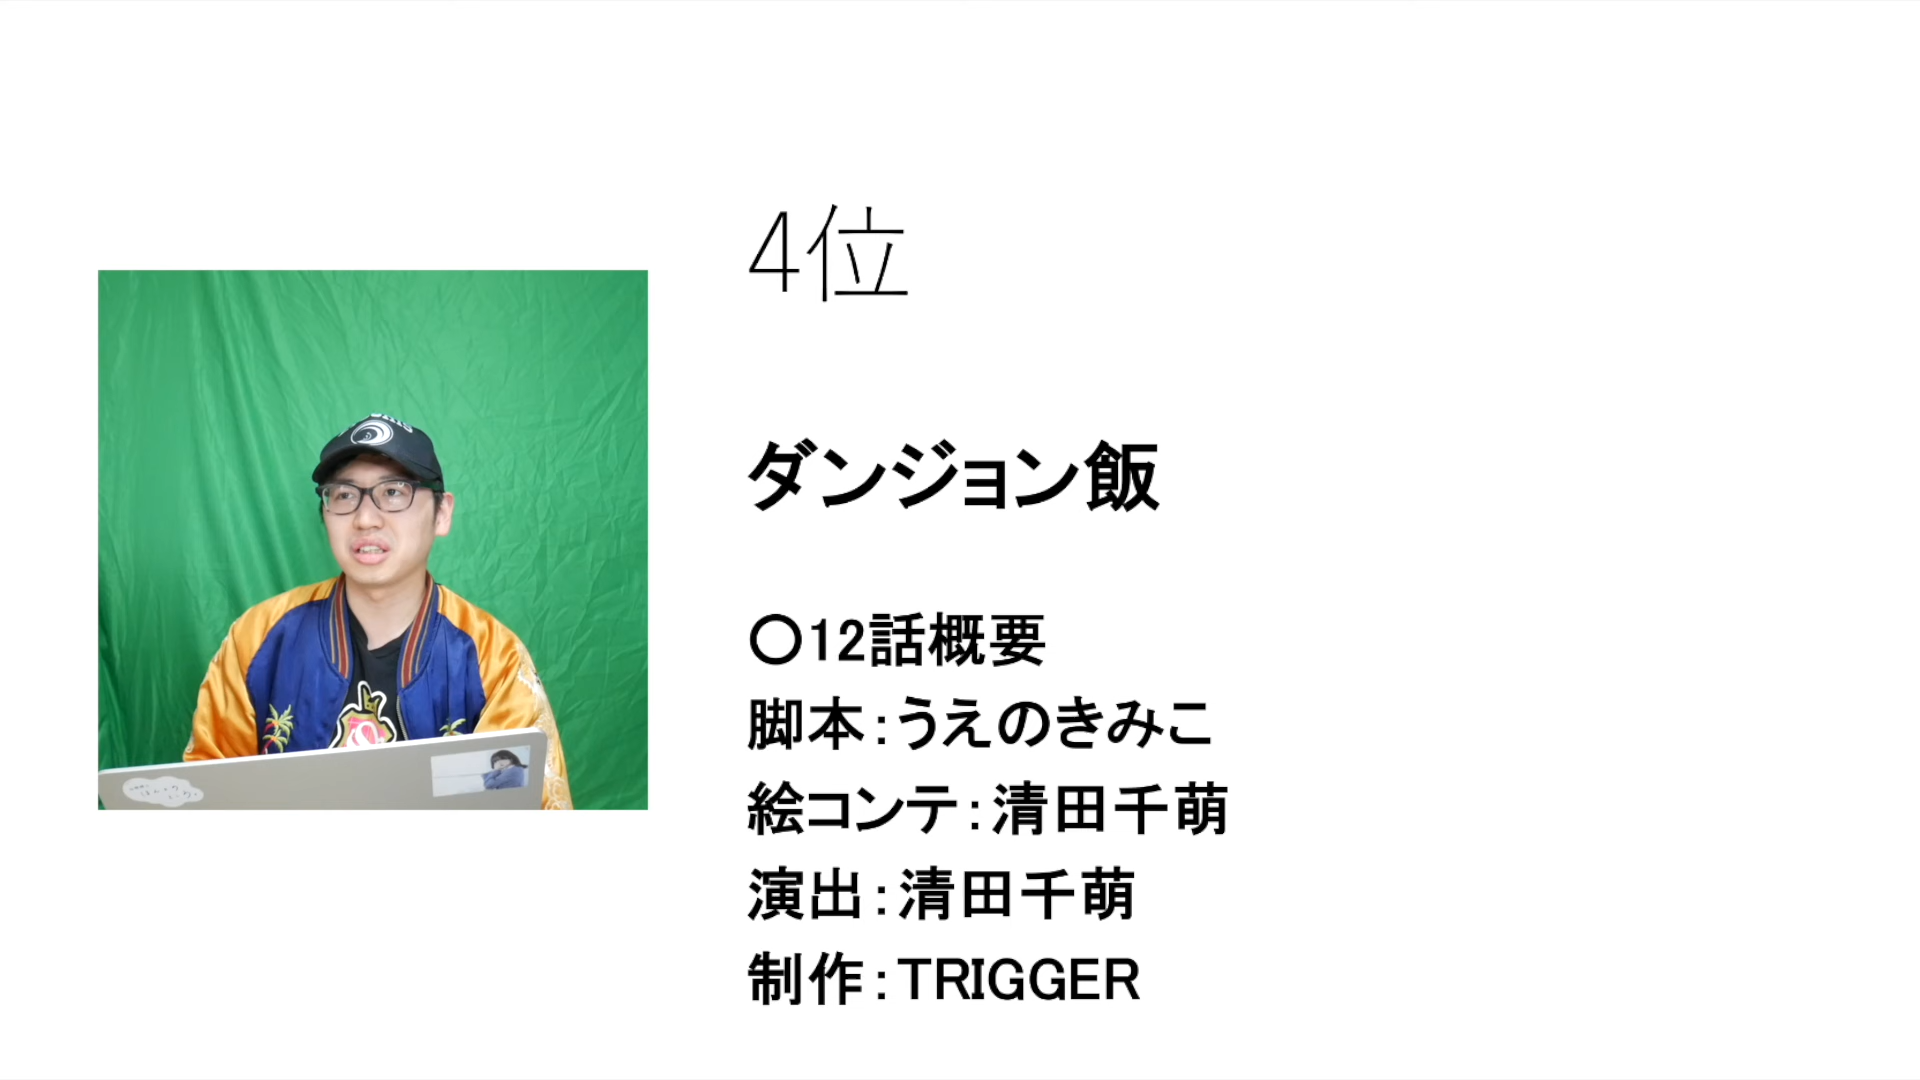 4位
ダンジョン飯
〇12話概要
脚本：うえのきみこ
絵コンテ：清田千萌
演出：清田千萌
制作：TRIGGER